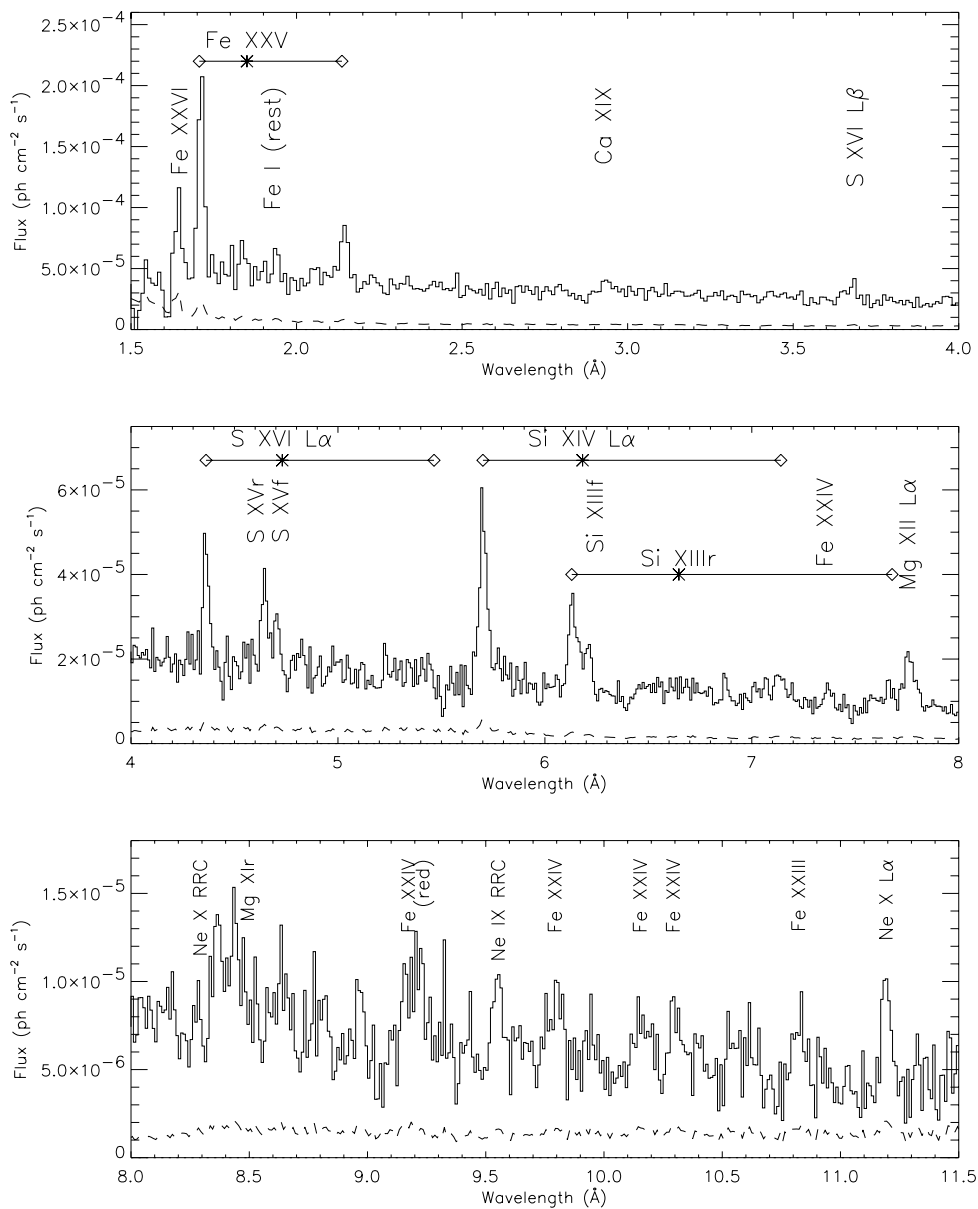 2.5×10⁻⁴
2.0×10⁻⁴
1.5×10⁻⁴
1.0×10⁻⁴
5.0×10⁻⁵
0
Flux (ph cm⁻² s⁻¹)
Fe XXV
Fe XXVI
Fe I (rest)
Ca XIX
S XVI Lβ
1.5 2.0 2.5 3.0 3.5 4.0
Wavelength (Å)
6×10⁻⁵
4×10⁻⁵
2×10⁻⁵
0
Flux (ph cm⁻² s⁻¹)
S XVI Lα
S XVr
S XVf
Si XIV Lα
Si XIIIf
Si XIIIr
Fe XXIV
Mg XII Lα
4 5 6 7 8
Wavelength (Å)
1.5×10⁻⁵
1.0×10⁻⁵
5.0×10⁻⁶
0
Flux (ph cm⁻² s⁻¹)
Ne X RRC
Mg XIr
Fe XXIV
(red)
Ne IX RRC
Fe XXIV
Fe XXIV
Fe XXIV
Fe XXIII
Ne X Lα
8.0 8.5 9.0 9.5 10.0 10.5 11.0 11.5
Wavelength (Å)